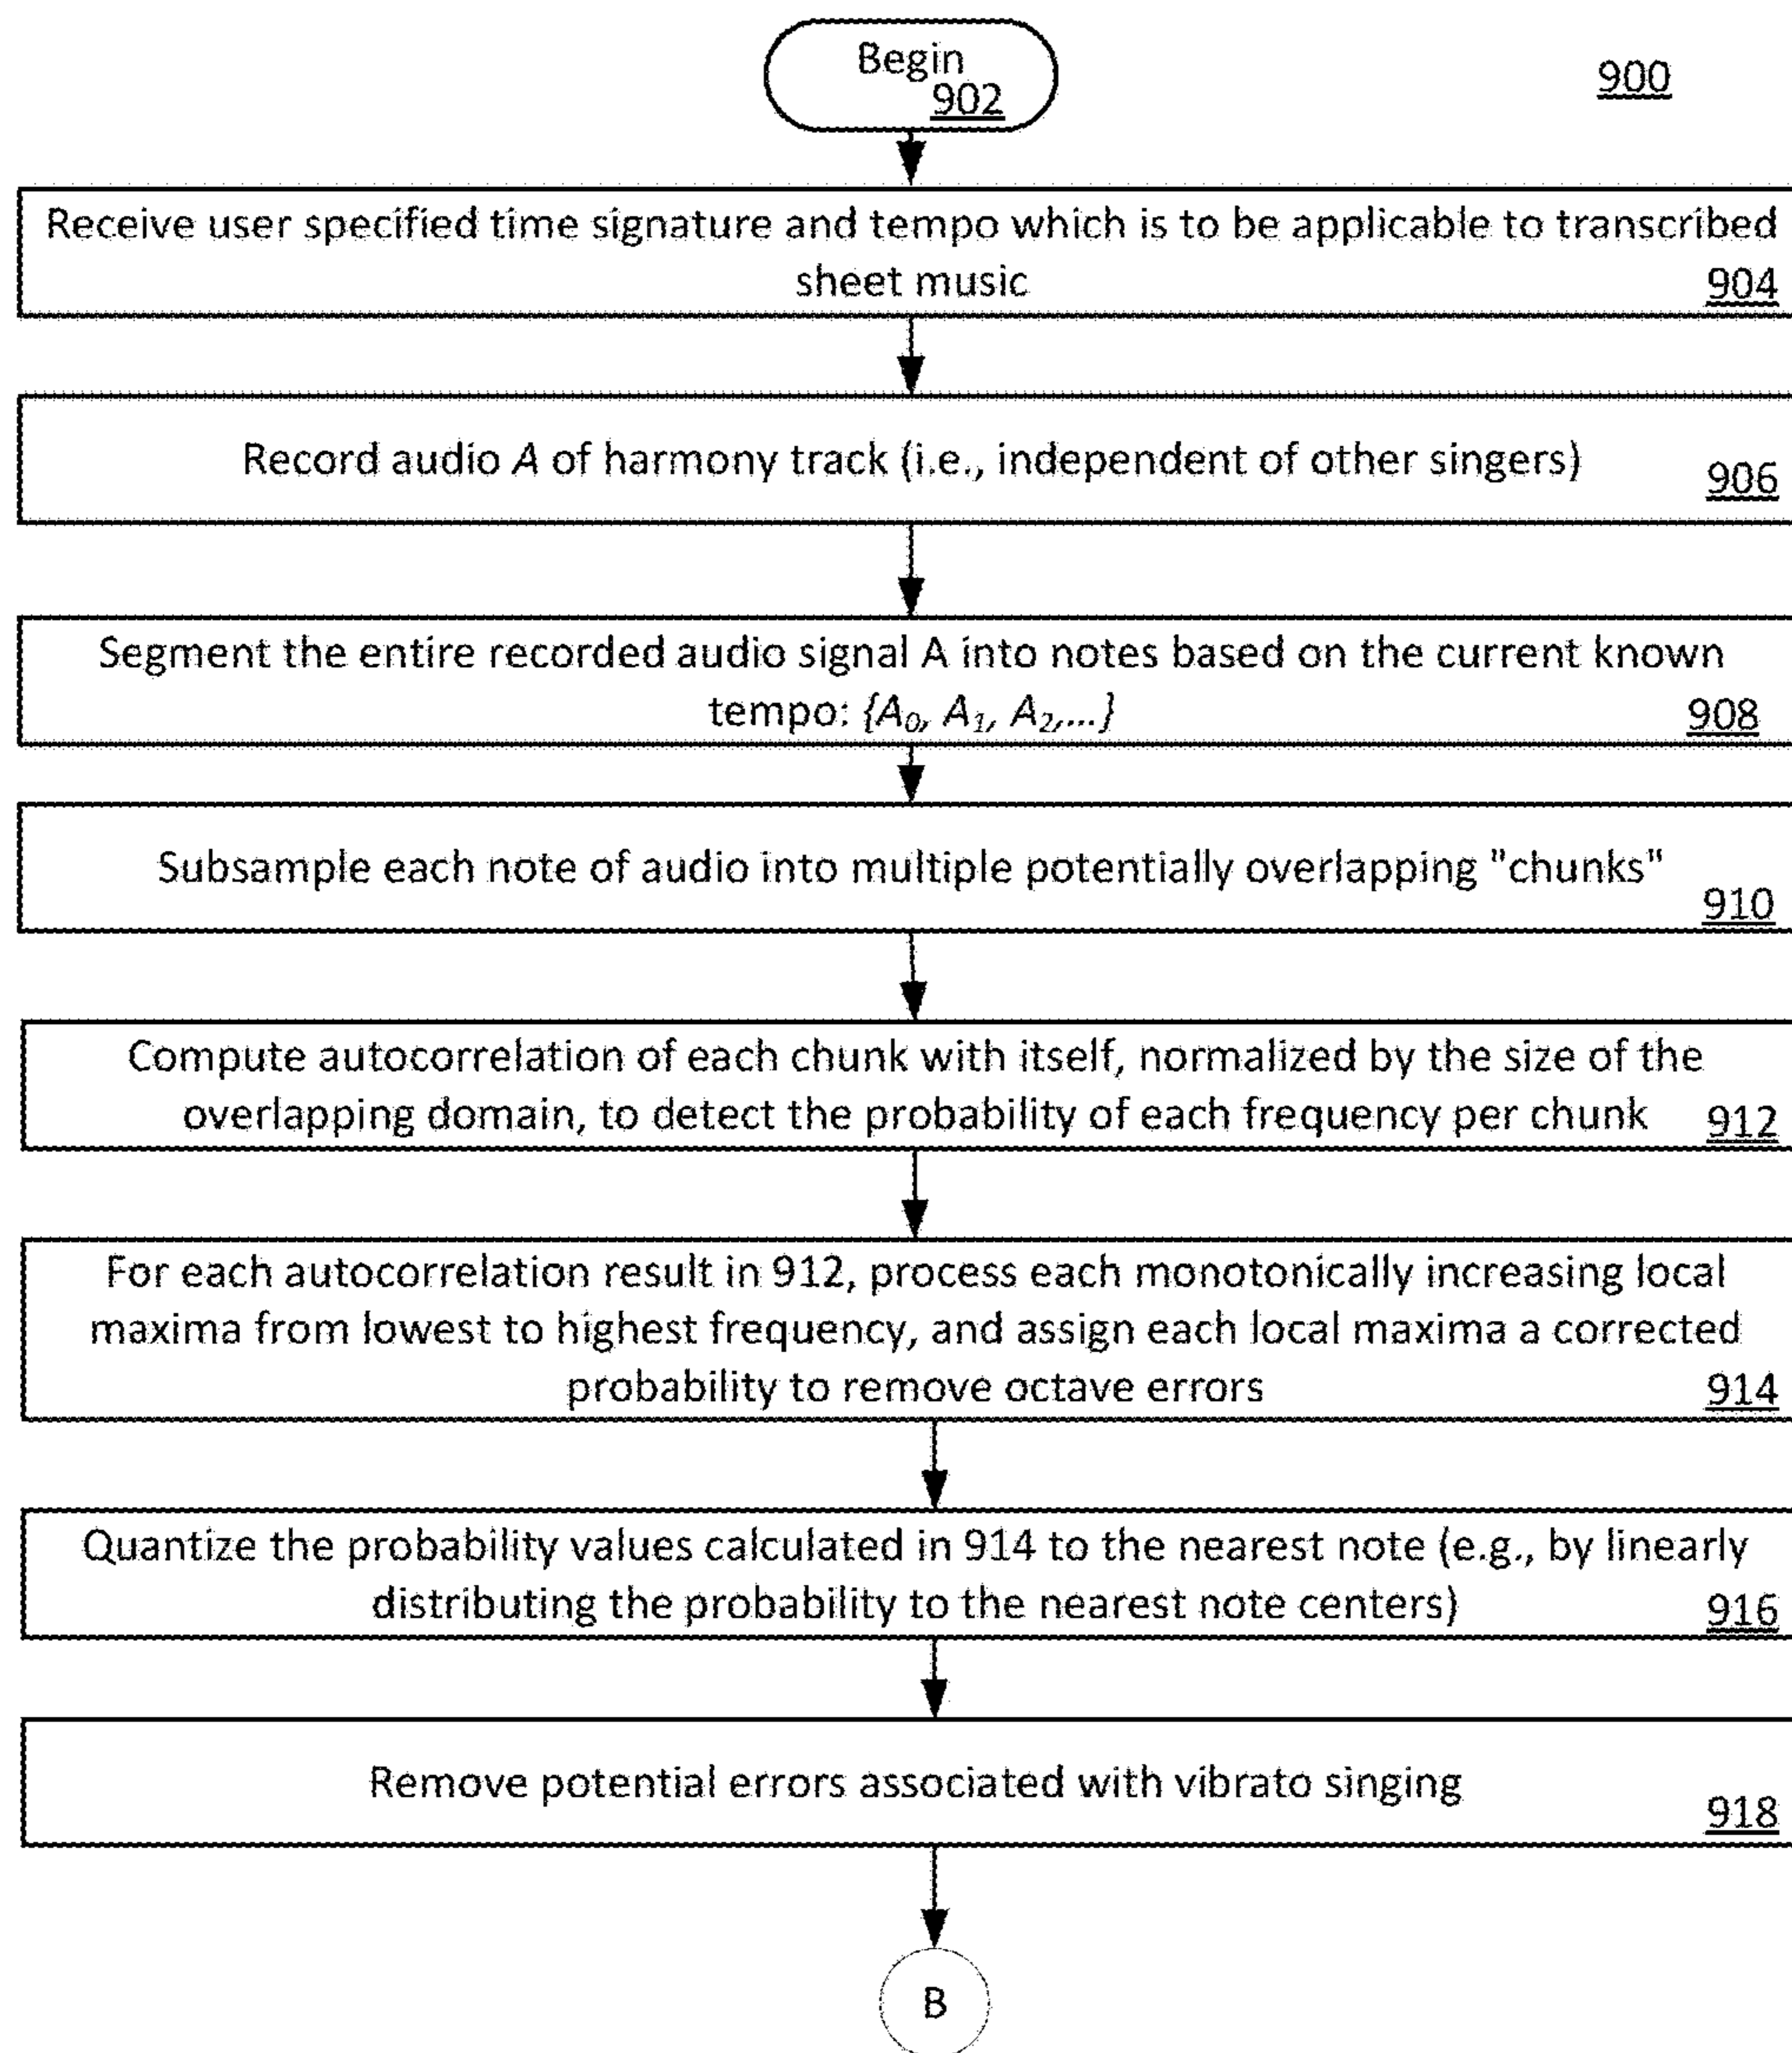 Begin
902
900
Receive user specified time signature and tempo which is to be applicable to transcribed
sheet music
904
Record audio A of harmony track (i.e., independent of other singers)
906
Segment the entire recorded audio signal A into notes based on the current known
tempo: {A0, A1, A2,...}
908
Subsample each note of audio into multiple potentially overlapping "chunks"
910
Compute autocorrelation of each chunk with itself, normalized by the size of the
overlapping domain, to detect the probability of each frequency per chunk
912
For each autocorrelation result in 912, process each monotonically increasing local
maxima from lowest to highest frequency, and assign each local maxima a corrected
probability to remove octave errors
914
Quantize the probability values calculated in 914 to the nearest note (e.g., by linearly
distributing the probability to the nearest note centers)
916
Remove potential errors associated with vibrato singing
918
B